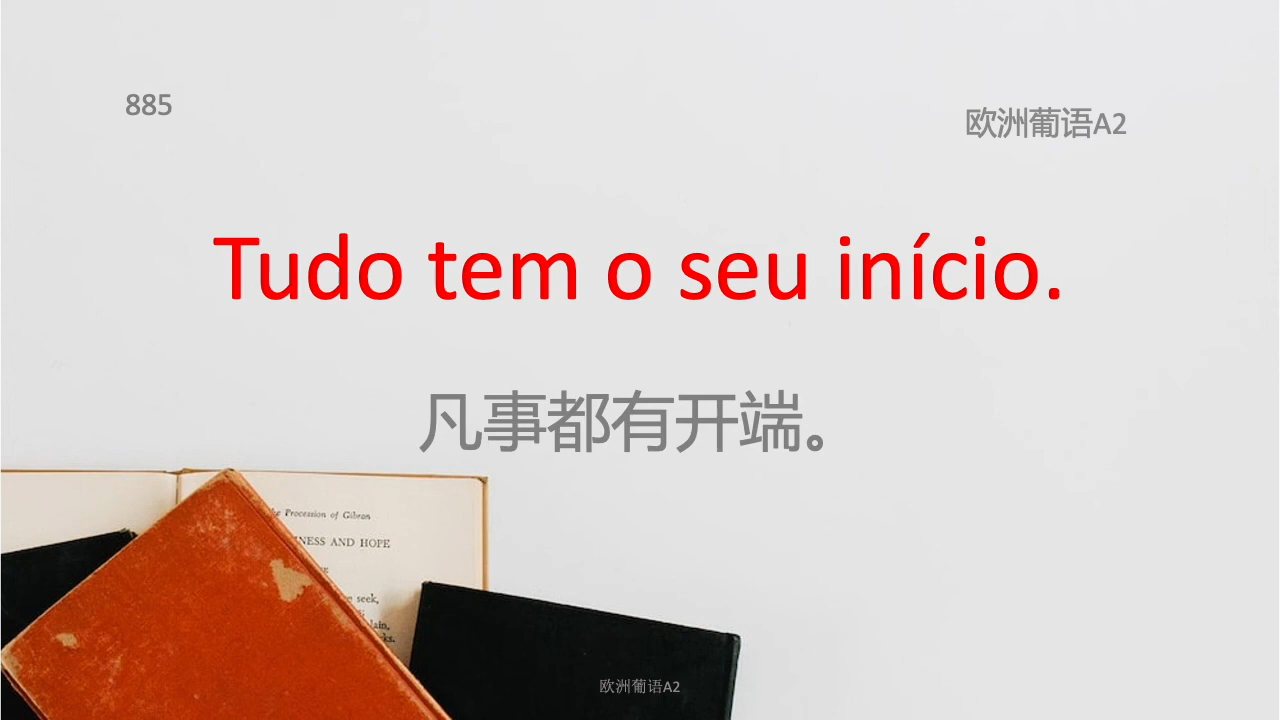 885
欧洲葡语A2
Tudo tem o seu início.
凡事都有开端。
Procession of Gibran
AND HOPE
seek,
欧洲葡语A2